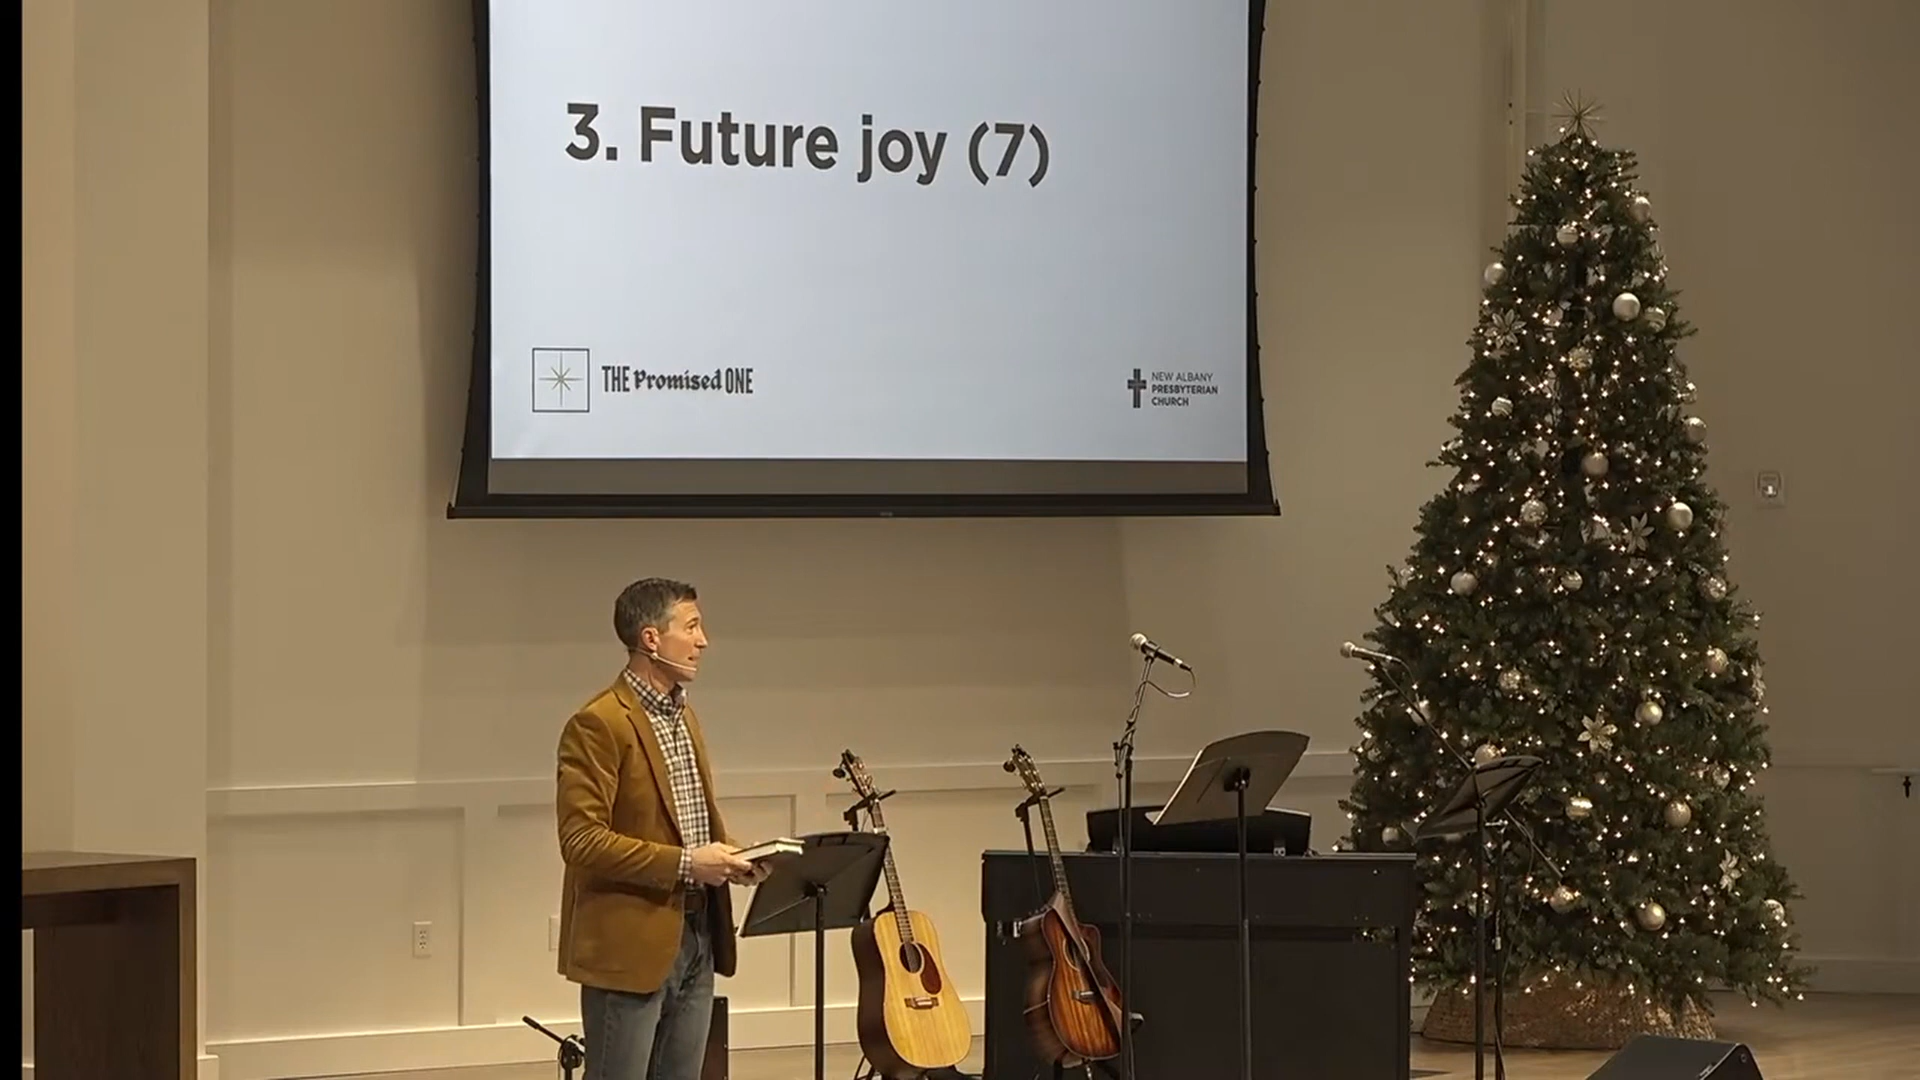 3. Future joy (7)
THE Promised ONE
NEW ALBANY
PRESBYTERIAN
CHURCH